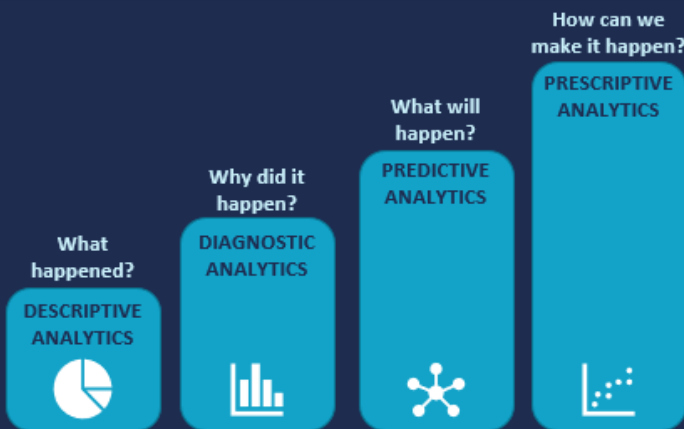 What
happened?
DESCRIPTIVE
ANALYTICS
Why did it
happen?
DIAGNOSTIC
ANALYTICS
What will
happen?
PREDICTIVE
ANALYTICS
How can we
make it happen?
PRESCRIPTIVE
ANALYTICS